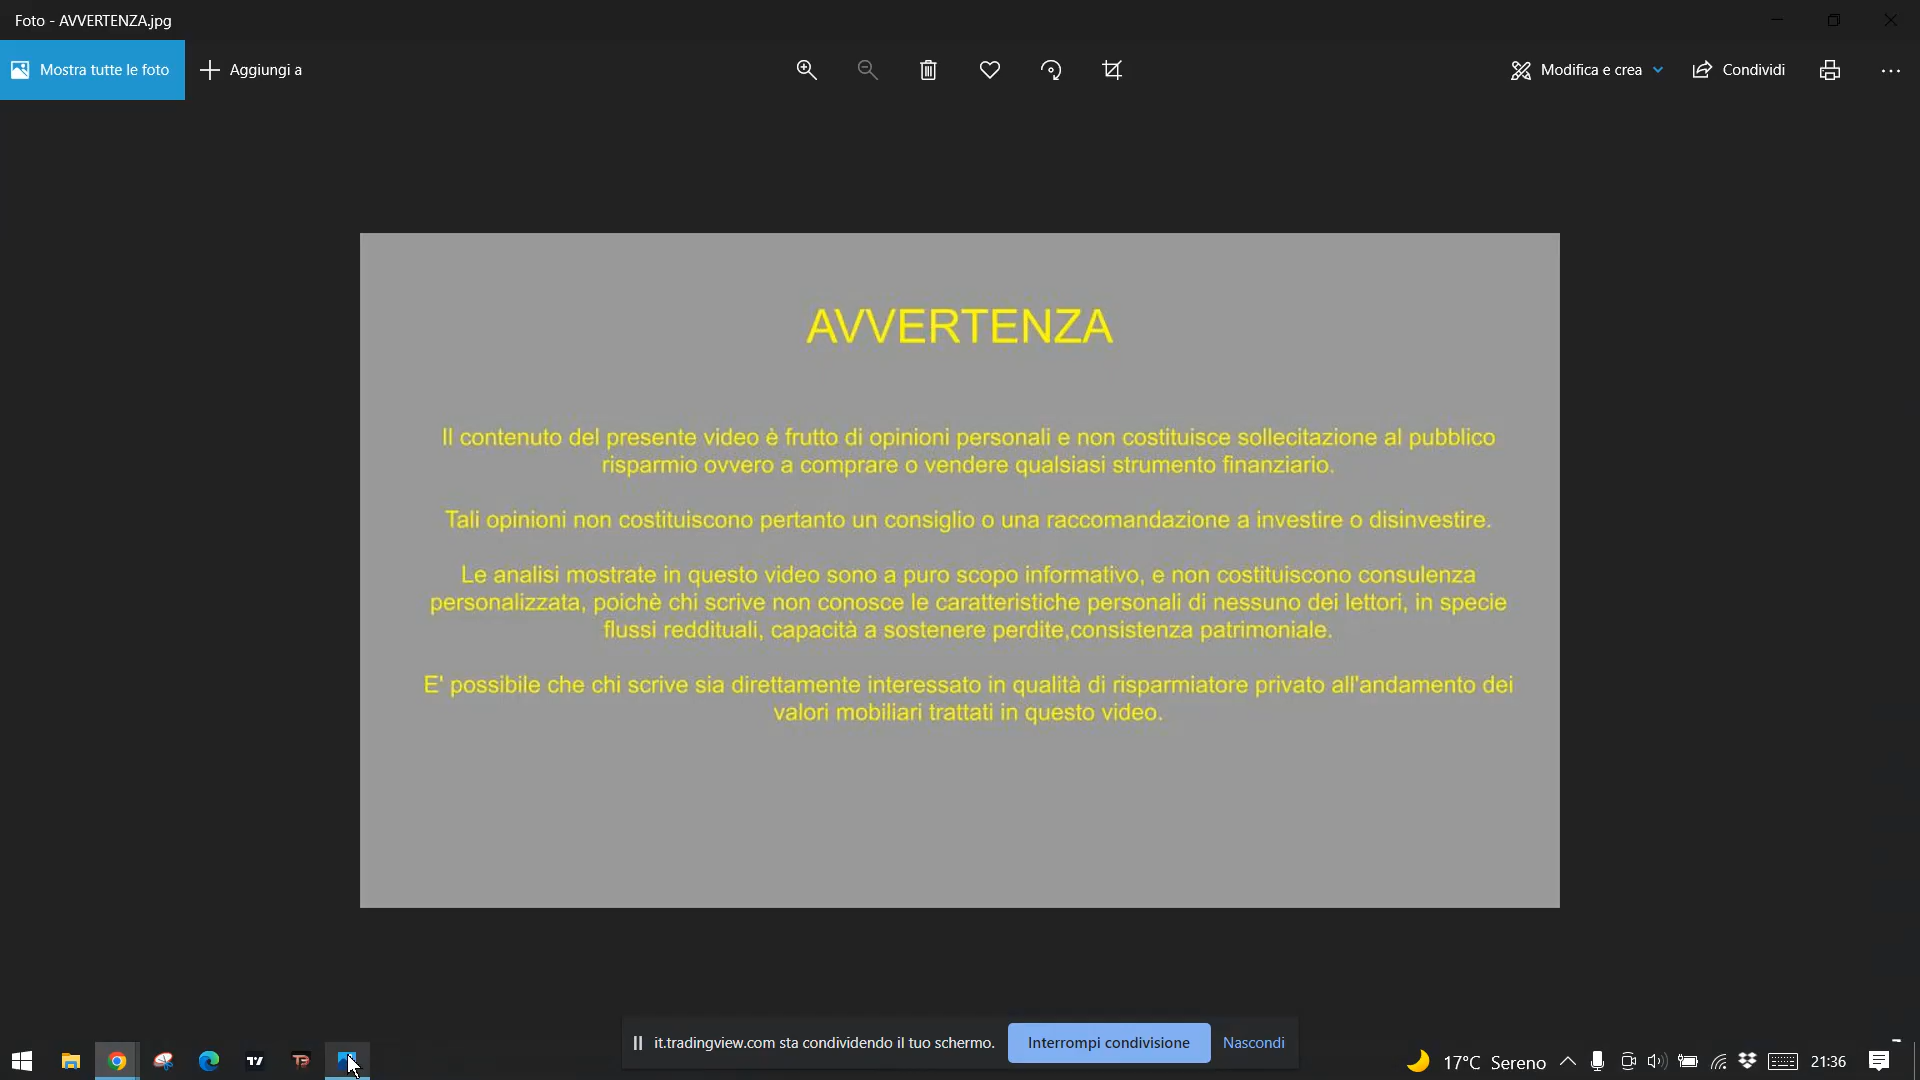 Foto - AVVERTENZA.jpg
Mostra tutte le foto
Aggiungi a
Modifica e crea
Condividi
AVVERTENZA
Il contenuto del presente video è frutto di opinioni personali e non costituisce sollecitazione al pubblico
risparmio ovvero a comprare o vendere qualsiasi strumento finanziario.
Tali opinioni non costituiscono pertanto un consiglio o una raccomandazione a investire o disinvestire.
Le analisi mostrate in questo video sono a puro scopo informativo, e non costituiscono consulenza
personalizzata, poichè chi scrive non conosce le caratteristiche personali di nessuno dei lettori, in specie
flussi reddituali, capacità a sostenere perdite,consistenza patrimoniale.
E' possibile che chi scrive sia direttamente interessato in qualità di risparmiatore privato all'andamento dei
valori mobiliari trattati in questo video.
it.tradingview.com sta condividendo il tuo schermo.
Interrompi condivisione
Nascondi
17°C Sereno
21:36